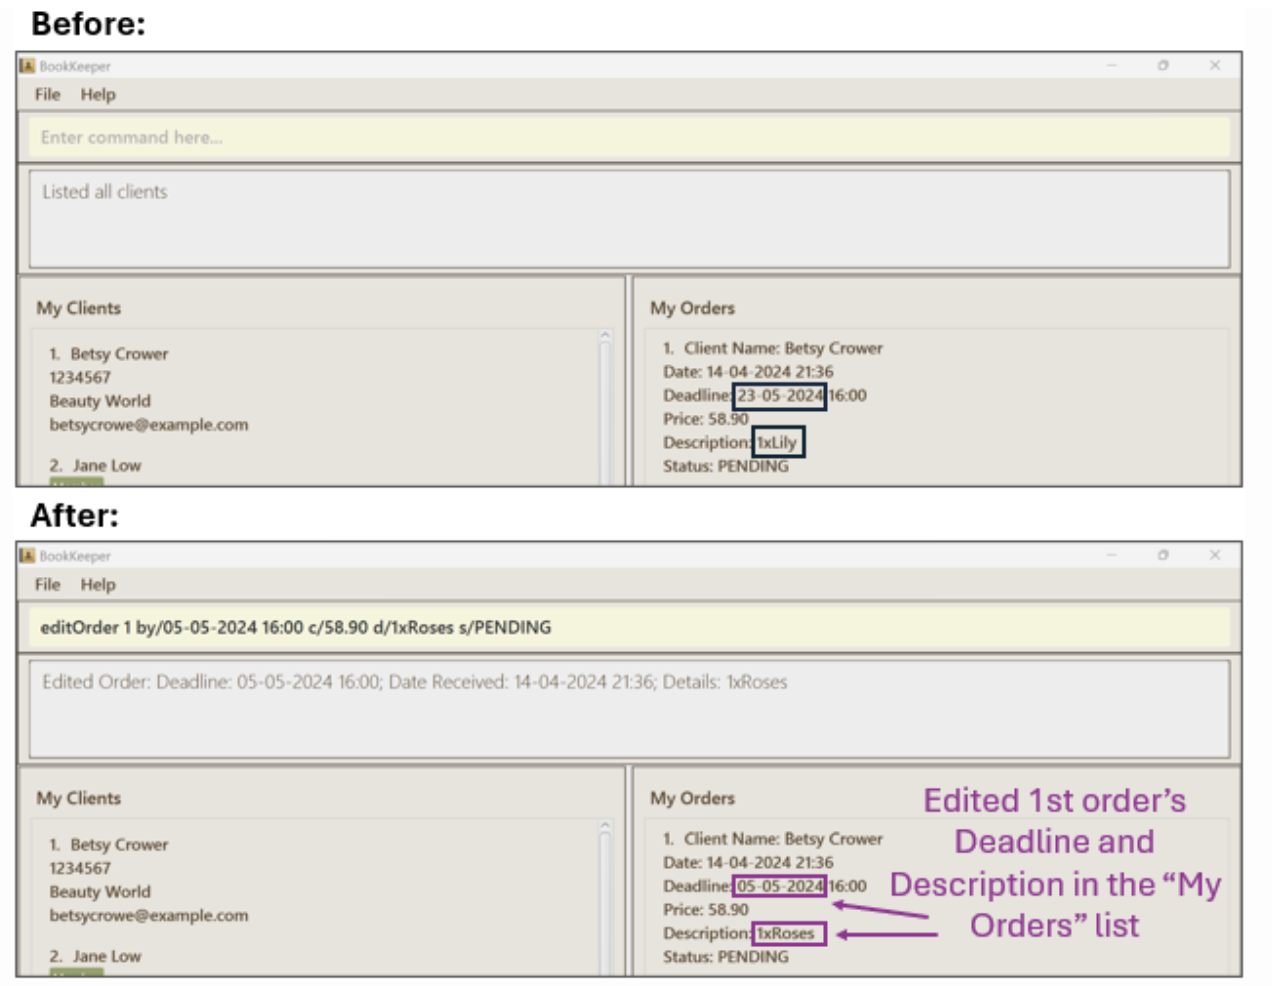 Before:
BookKeeper
File Help
Enter command here...
Listed all clients
My Clients
1. Betsy Crower
1234567
Beauty World
betsycrowe@example.com
2. Jane Low
My Orders
1. Client Name: Betsy Crower
Date: 14-04-2024 21:36
Deadline: 23-05-2024 16:00
Price: 58.90
Description: 1xLily
Status: PENDING
After:
BookKeeper
File Help
editOrder 1 by/05-05-2024 16:00 c/58.90 d/1xRoses s/PENDING
Edited Order: Deadline: 05-05-2024 16:00; Date Received: 14-04-2024 21:36; Details: 1xRoses
My Clients
1. Betsy Crower
1234567
Beauty World
betsycrowe@example.com
2. Jane Low
My Orders
1. Client Name: Betsy Crower
Date: 14-04-2024 21:36
Deadline: 05-05-2024 16:00
Price: 58.90
Description: 1xRoses
Status: PENDING
Edited 1st order’s
Deadline and
Description in the “My
Orders” list